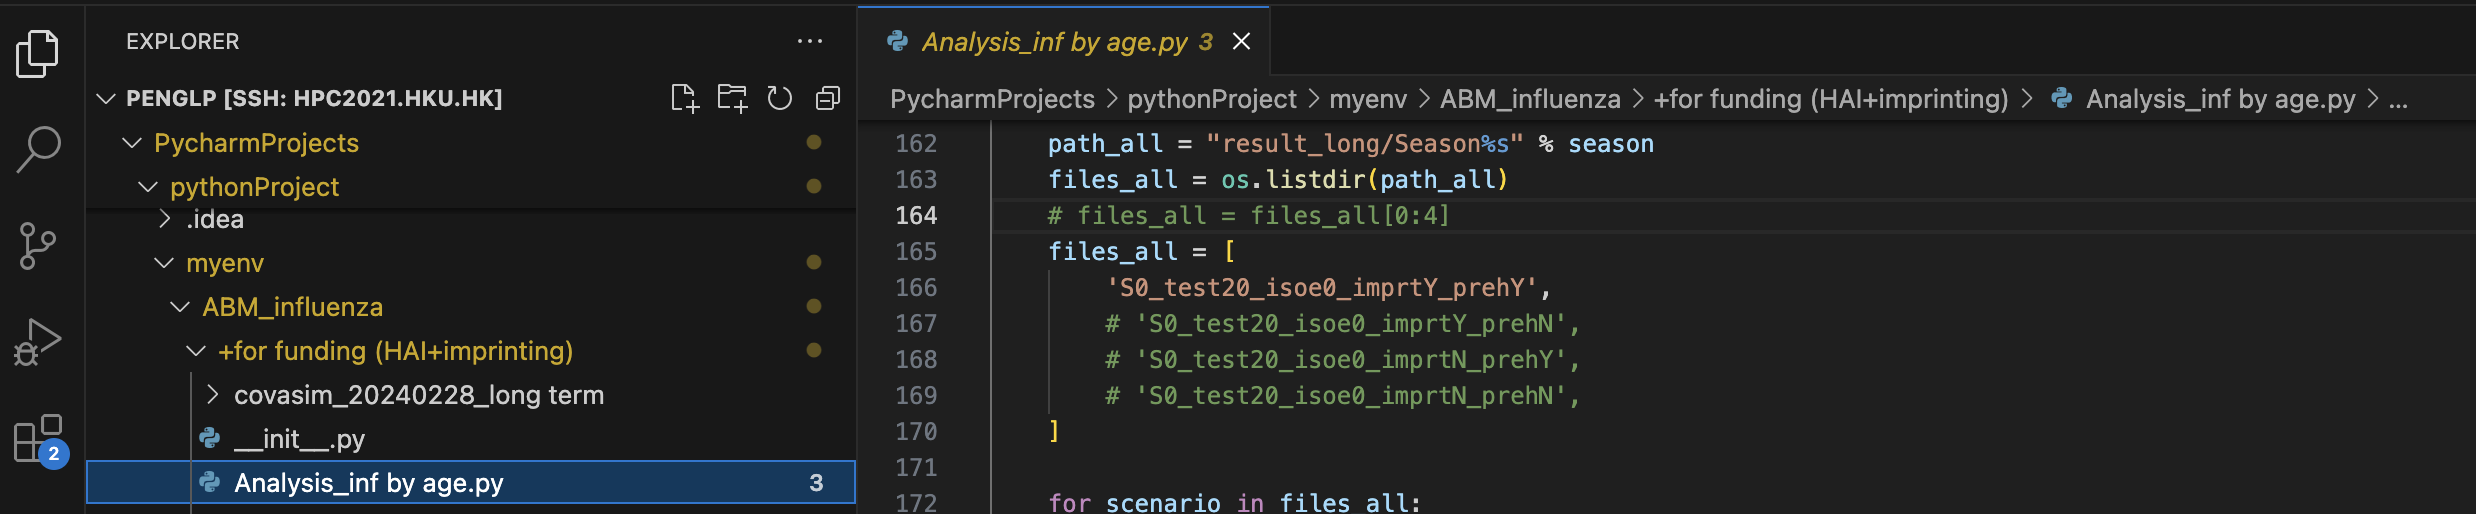 EXPLORER
PENGLP [SSH: HPC2021.HKU.HK]
PycharmProjects
pythonProject
.idea
myenv
ABM_influenza
+for funding (HAI+imprinting)
covasim_20240228_long term
__init__.py
Analysis_inf by age.py 3
2
Analysis_inf by age.py 3
PycharmProjects > pythonProject > myenv > ABM_influenza > +for funding (HAI+imprinting) > Analysis_inf by age.py > ...
162 path_all = "result_long/Season%s" % season
163 files_all = os.listdir(path_all)
164 # files_all = files_all[0:4]
165 files_all = [
166 'S0_test20_isoe0_imprtY_prehY',
167 # 'S0_test20_isoe0_imprtY_prehN',
168 # 'S0_test20_isoe0_imprtN_prehY',
169 # 'S0_test20_isoe0_imprtN_prehN',
170 ]
171
172 for scenario in files_all: